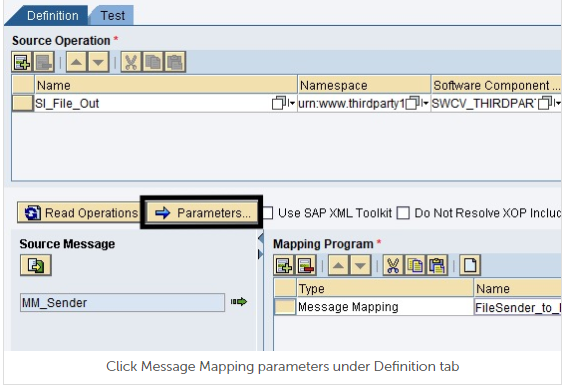 Definition Test
Source Operation *
Name Namespace Software Component ...
SI_File_Out urn:www.thirdparty1 SWCV_THIRDPAR
Read Operations Parameters... Use SAP XML Toolkit Do Not Resolve XOP Includ
Source Message Mapping Program *
Type Name
MM_Sender Message Mapping FileSender_to_
Click Message Mapping parameters under Definition tab